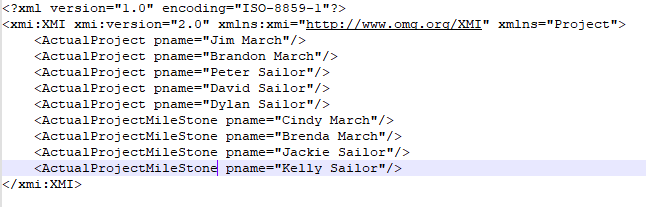 <?xml version="1.0" encoding="ISO-8859-1"?>
<xmi:XMI xmi:version="2.0" xmlns:xmi="http://www.omg.org/XMI" xmlns="Project">
<ActualProject pname="Jim March"/>
<ActualProject pname="Brandon March"/>
<ActualProject pname="Peter Sailor"/>
<ActualProject pname="David Sailor"/>
<ActualProject pname="Dylan Sailor"/>
<ActualProjectMileStone pname="Cindy March"/>
<ActualProjectMileStone pname="Brenda March"/>
<ActualProjectMileStone pname="Jackie Sailor"/>
<ActualProjectMileStone pname="Kelly Sailor"/>
</xmi:XMI>